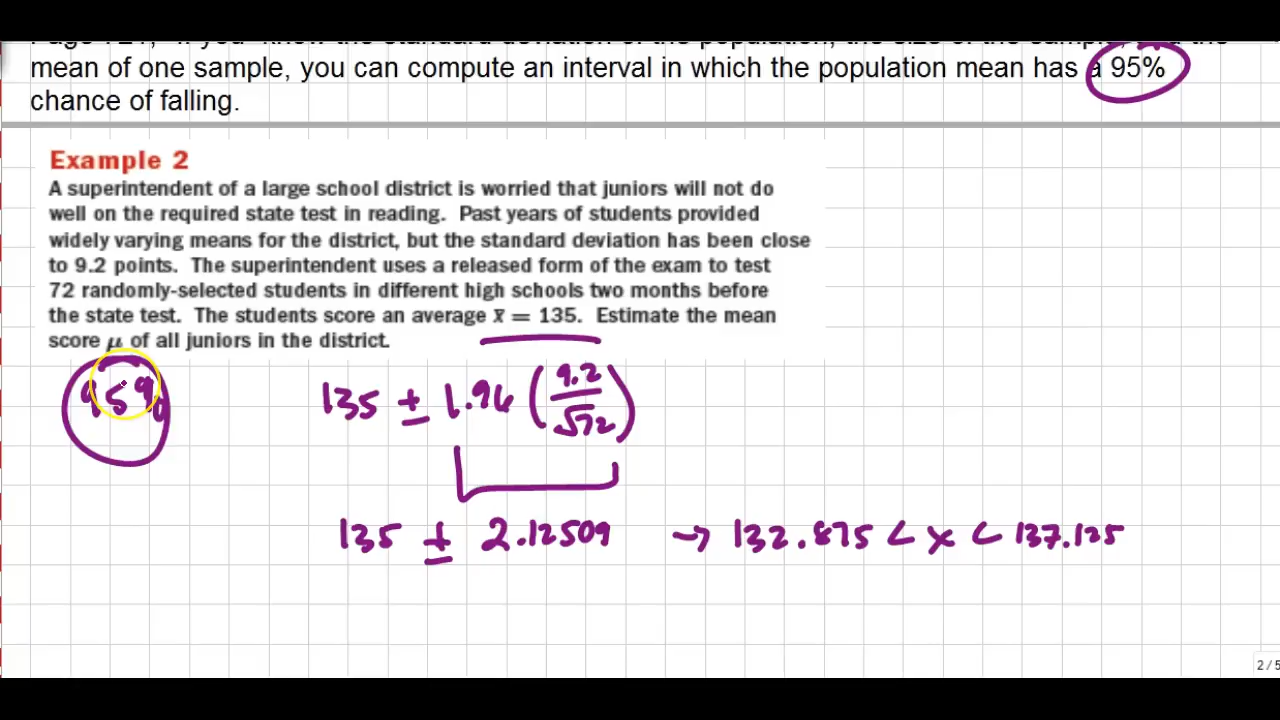 mean of one sample, you can compute an interval in which the population mean has a 95%
chance of falling.
Example 2
A superintendent of a large school district is worried that juniors will not do
well on the required state test in reading. Past years of students provided
widely varying means for the district, but the standard deviation has been close
to 9.2 points. The superintendent uses a released form of the exam to test
72 randomly-selected students in different high schools two months before
the state test. The students score an average x̄ = 135. Estimate the mean
score μ of all juniors in the district.
95%
135 ± 1.96 (9.2/√72)
135 ± 2.12509 → 132.875 < x < 137.125
2/5